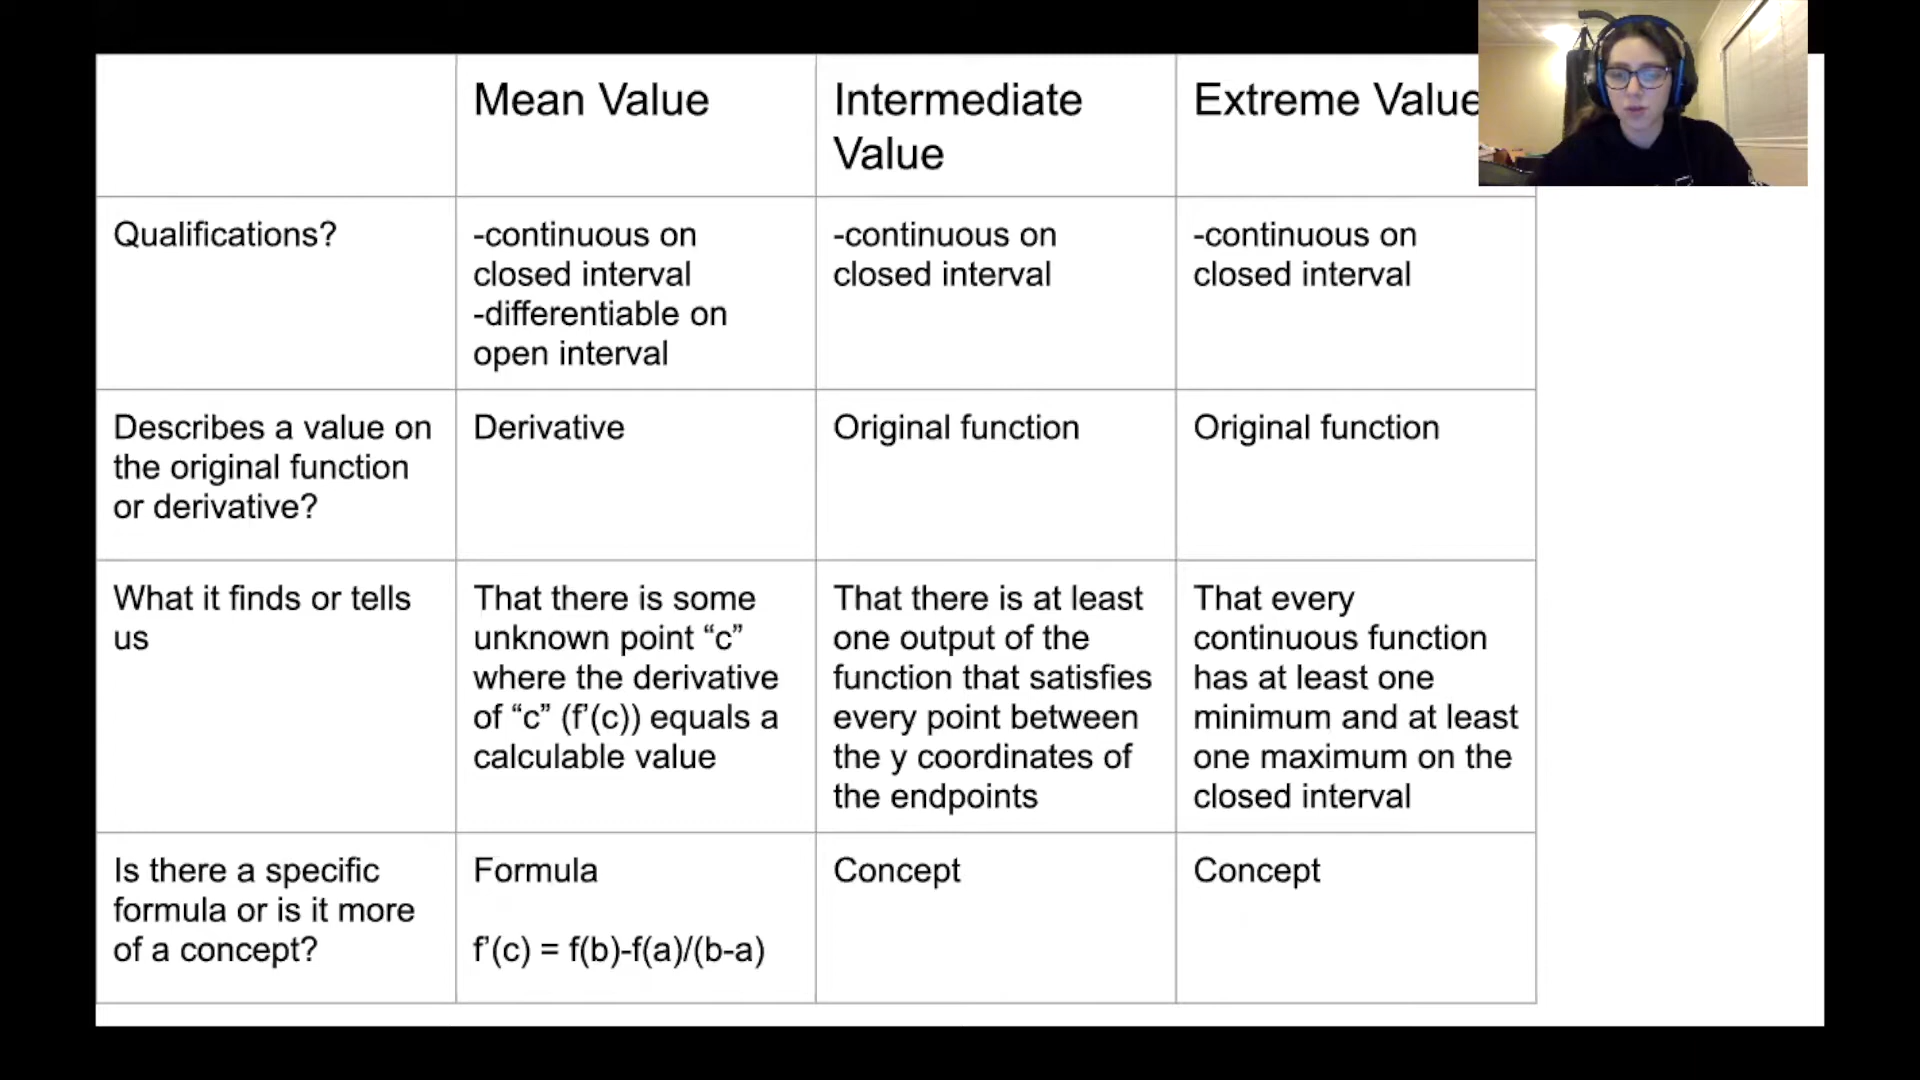 Mean Value
Intermediate
Value
Extreme Value
Qualifications?
-continuous on
closed interval
-differentiable on
open interval
-continuous on
closed interval
-continuous on
closed interval
Describes a value on
the original function
or derivative?
Derivative
Original function
Original function
What it finds or tells
us
That there is some
unknown point “c”
where the derivative
of “c” (f’(c)) equals a
calculable value
That there is at least
one output of the
function that satisfies
every point between
the y coordinates of
the endpoints
That every
continuous function
has at least one
minimum and at least
one maximum on the
closed interval
Is there a specific
formula or is it more
of a concept?
Formula
f’(c) = f(b)-f(a)/(b-a)
Concept
Concept